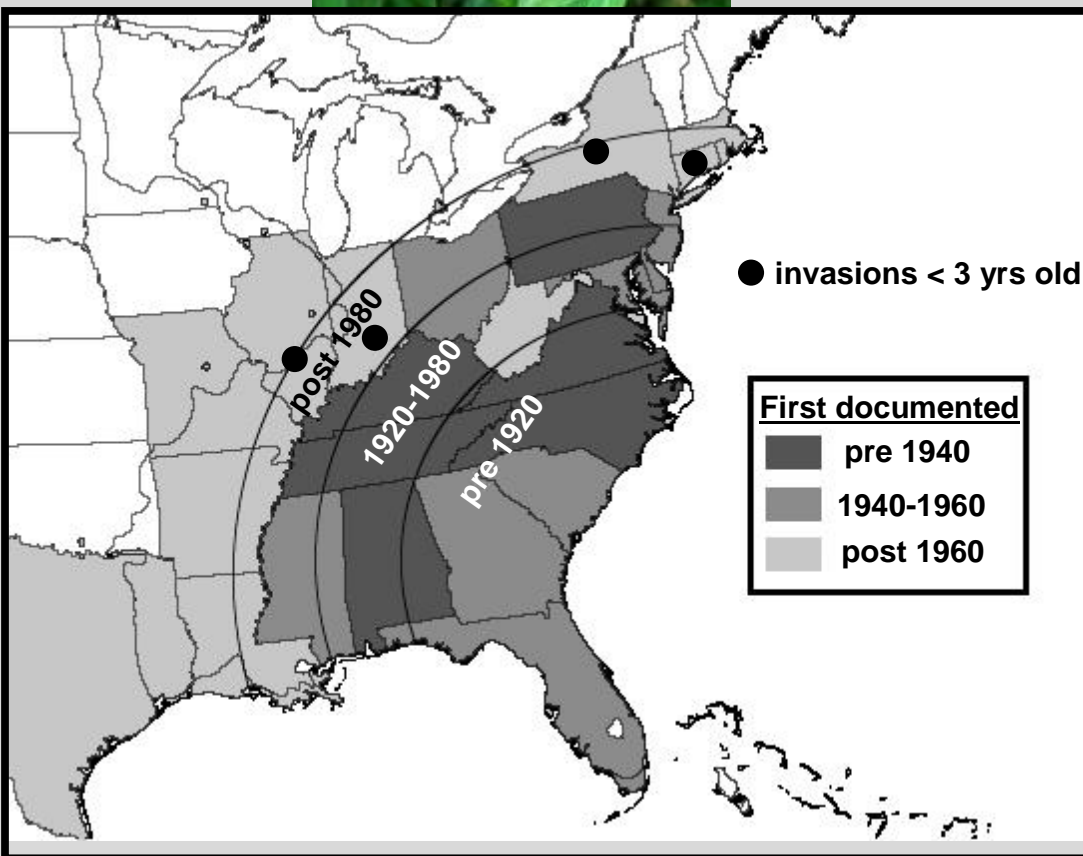 post 1980
1920-1980
pre 1920
invasions < 3 yrs old
First documented
pre 1940
1940-1960
post 1960